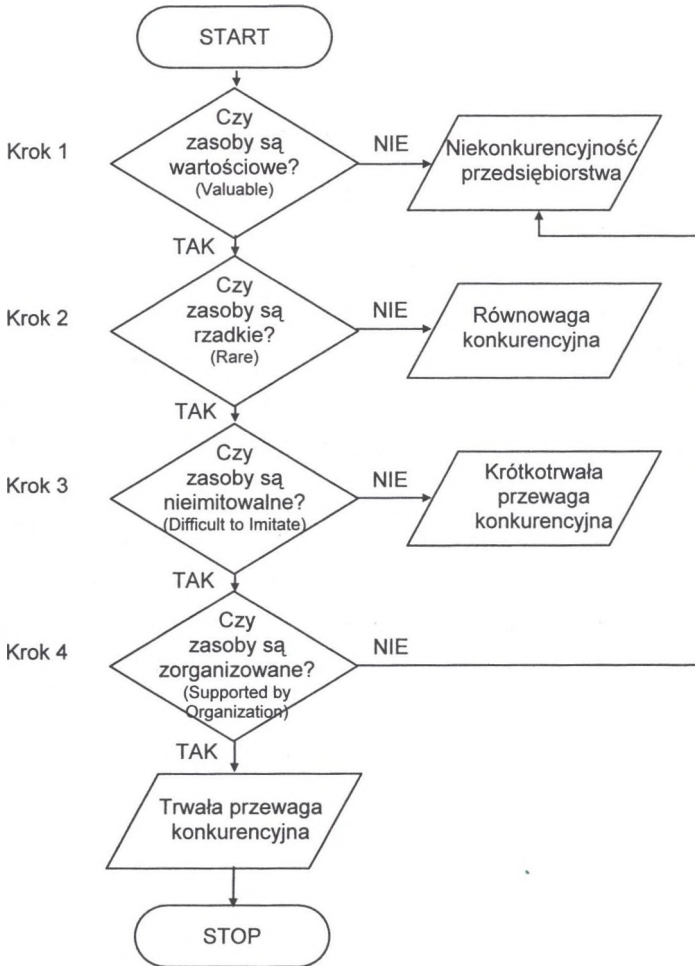 START
Krok 1
Czy
zasoby są
wartościowe?
(Valuable)
NIE
Niekonkurencyjność
przedsiębiorstwa
TAK
Krok 2
Czy
zasoby są
rzadkie?
(Rare)
NIE
Równowaga
konkurencyjna
TAK
Krok 3
Czy
zasoby są
nieimitowalne?
(Difficult to Imitate)
NIE
Krótkotrwała
przewaga
konkurencyjna
TAK
Krok 4
Czy
zasoby są
zorganizowane?
(Supported by
Organization)
NIE
TAK
Trwała przewaga
konkurencyjna
STOP